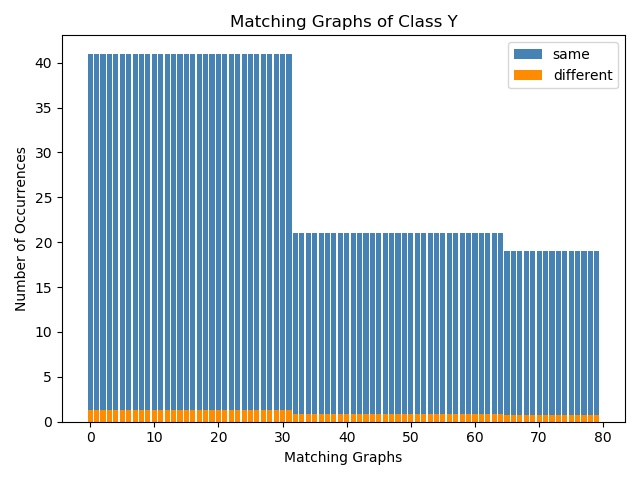 Matching Graphs of Class Y
same
different
Number of Occurrences
40
35
30
25
20
15
10
5
0
0 10 20 30 40 50 60 70 80
Matching Graphs